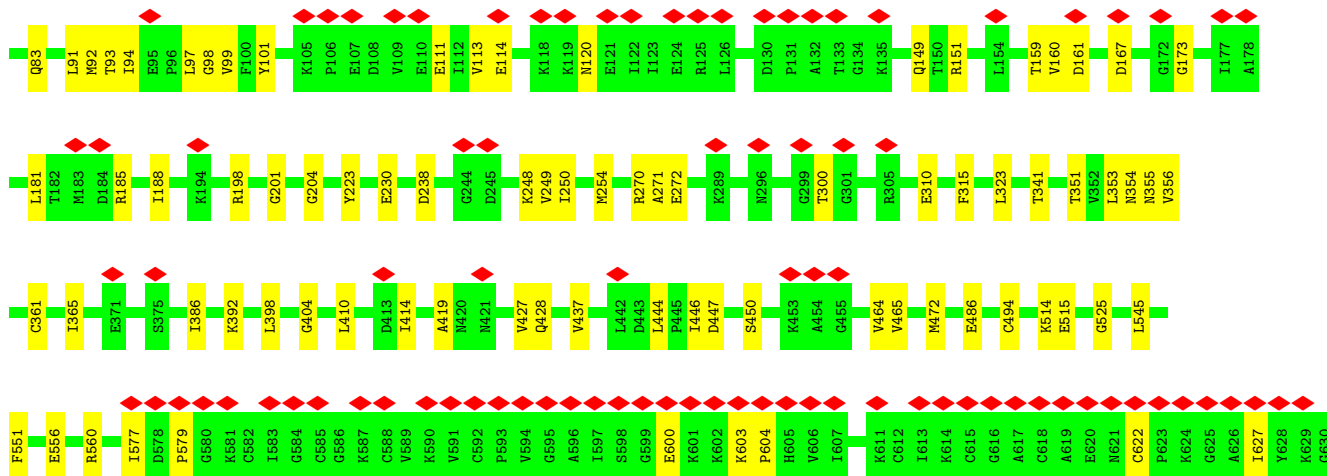 Q83 L91 M92 T93 I94 E95 P96 L97 G98 V99 F100 Y101 K105 P106 E107 D108 V109 E110 E111 I112 V113 E114 K118 K119 N120 E121 I122 I123 E124 R125 L126 D130 P131 A132 T133 G134 K135 Q149 T150 R151 L154 T159 V160 D161 D167 G172 G173 I177 A178
L181 T182 M183 D184 R185 I188 K194 R198 G201 G204 Y223 E230 D238 G244 D245 K248 V249 I250 M254 R270 A271 E272 K289 N296 G299 T300 G301 R305 E310 F315 L323 T341 T351 V352 L353 N354 N355 V356
C361 I365 E371 S375 I386 K392 L398 G404 L410 D413 I414 A419 N420 N421 V427 Q428 V437 L442 D443 L444 P445 I446 D447 S450 K453 A454 G455 V464 V465 M472 E486 C494 K514 E515 G525 L545
F551 E556 R560 I577 D578 P579 G580 K581 C582 I583 G584 C585 G586 K587 C588 V589 K590 V591 C592 P593 V594 G595 A596 I597 S598 G599 E600 K601 K602 K603 P604 H605 V606 I607 K611 C612 I613 K614 C615 G616 A617 C618 A619 E620 N621 C622 P623 K624 G625 A626 I627 Y628 K629 G630